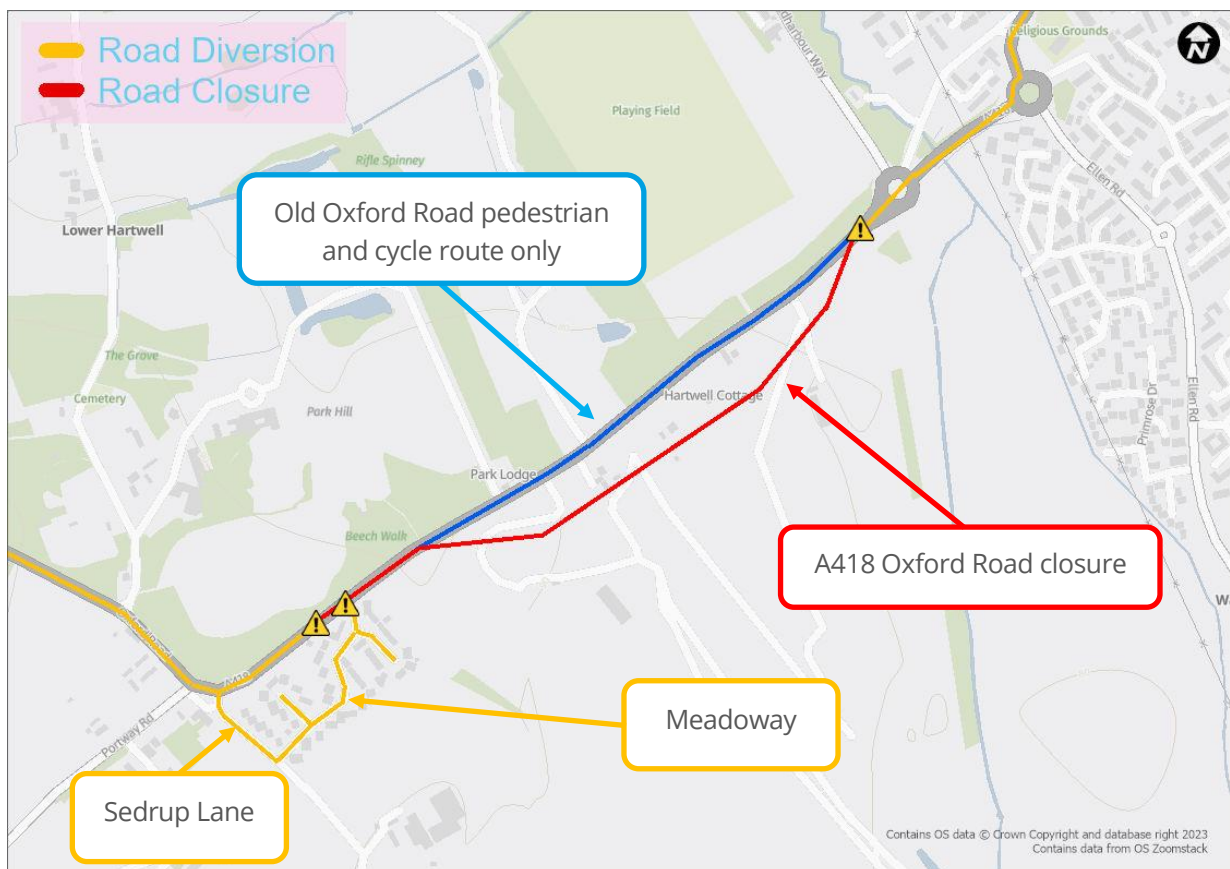 Road Diversion
Road Closure
N
Religious Grounds
Playing Field
Rifle Spinney
Old Oxford Road pedestrian
and cycle route only
Lower Hartwell
A418
Ellen Rd
The Grove
Cemetery
Park Hill
Hartwell Cottage
Ellen Rd
Primrose Dr
Park Lodge
Beech Walk
A418 Oxford Road closure
A418
Portway Rd
Meadoway
Sedrup Lane
Contains OS data © Crown Copyright and database right 2023
Contains data from OS Zoomstack